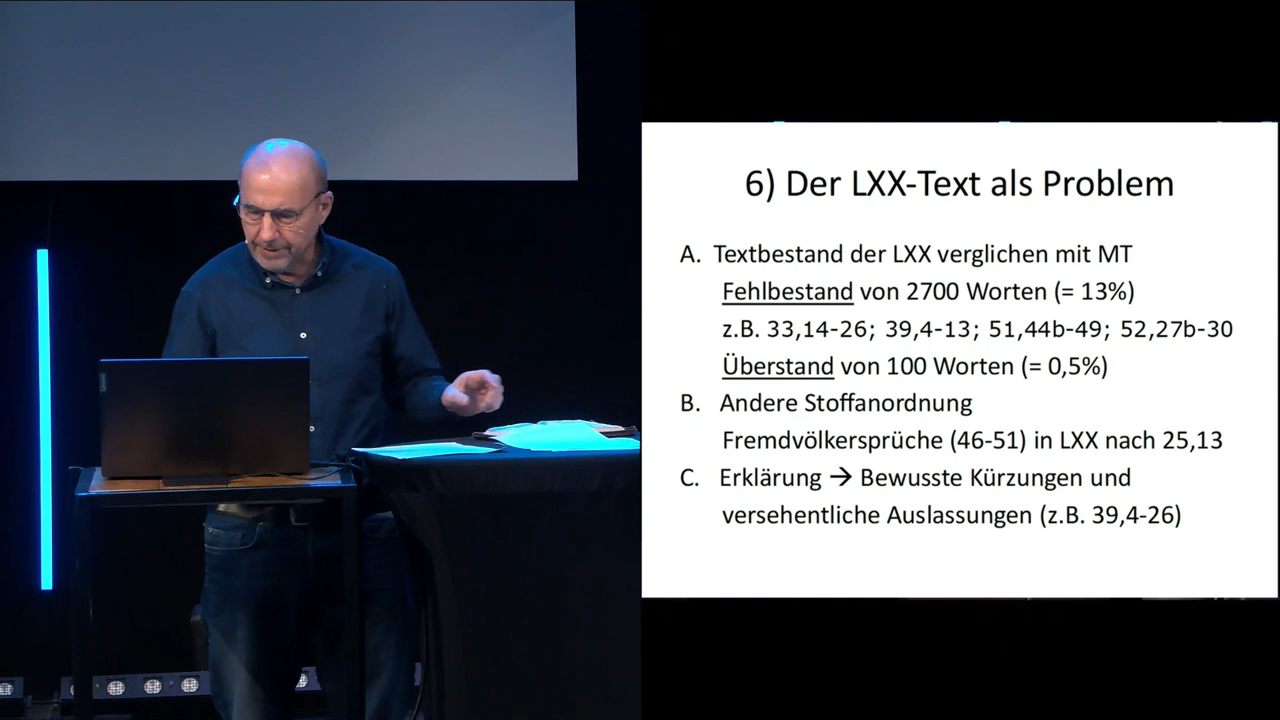 6) Der LXX-Text als Problem
A. Textbestand der LXX verglichen mit MT
Fehlbestand von 2700 Worten (= 13%)
z.B. 33,14-26; 39,4-13; 51,44b-49; 52,27b-30
Überstand von 100 Worten (= 0,5%)
B. Andere Stoffanordnung
Fremdvölkersprüche (46-51) in LXX nach 25,13
C. Erklärung → Bewusste Kürzungen und
versehentliche Auslassungen (z.B. 39,4-26)
Lenovo